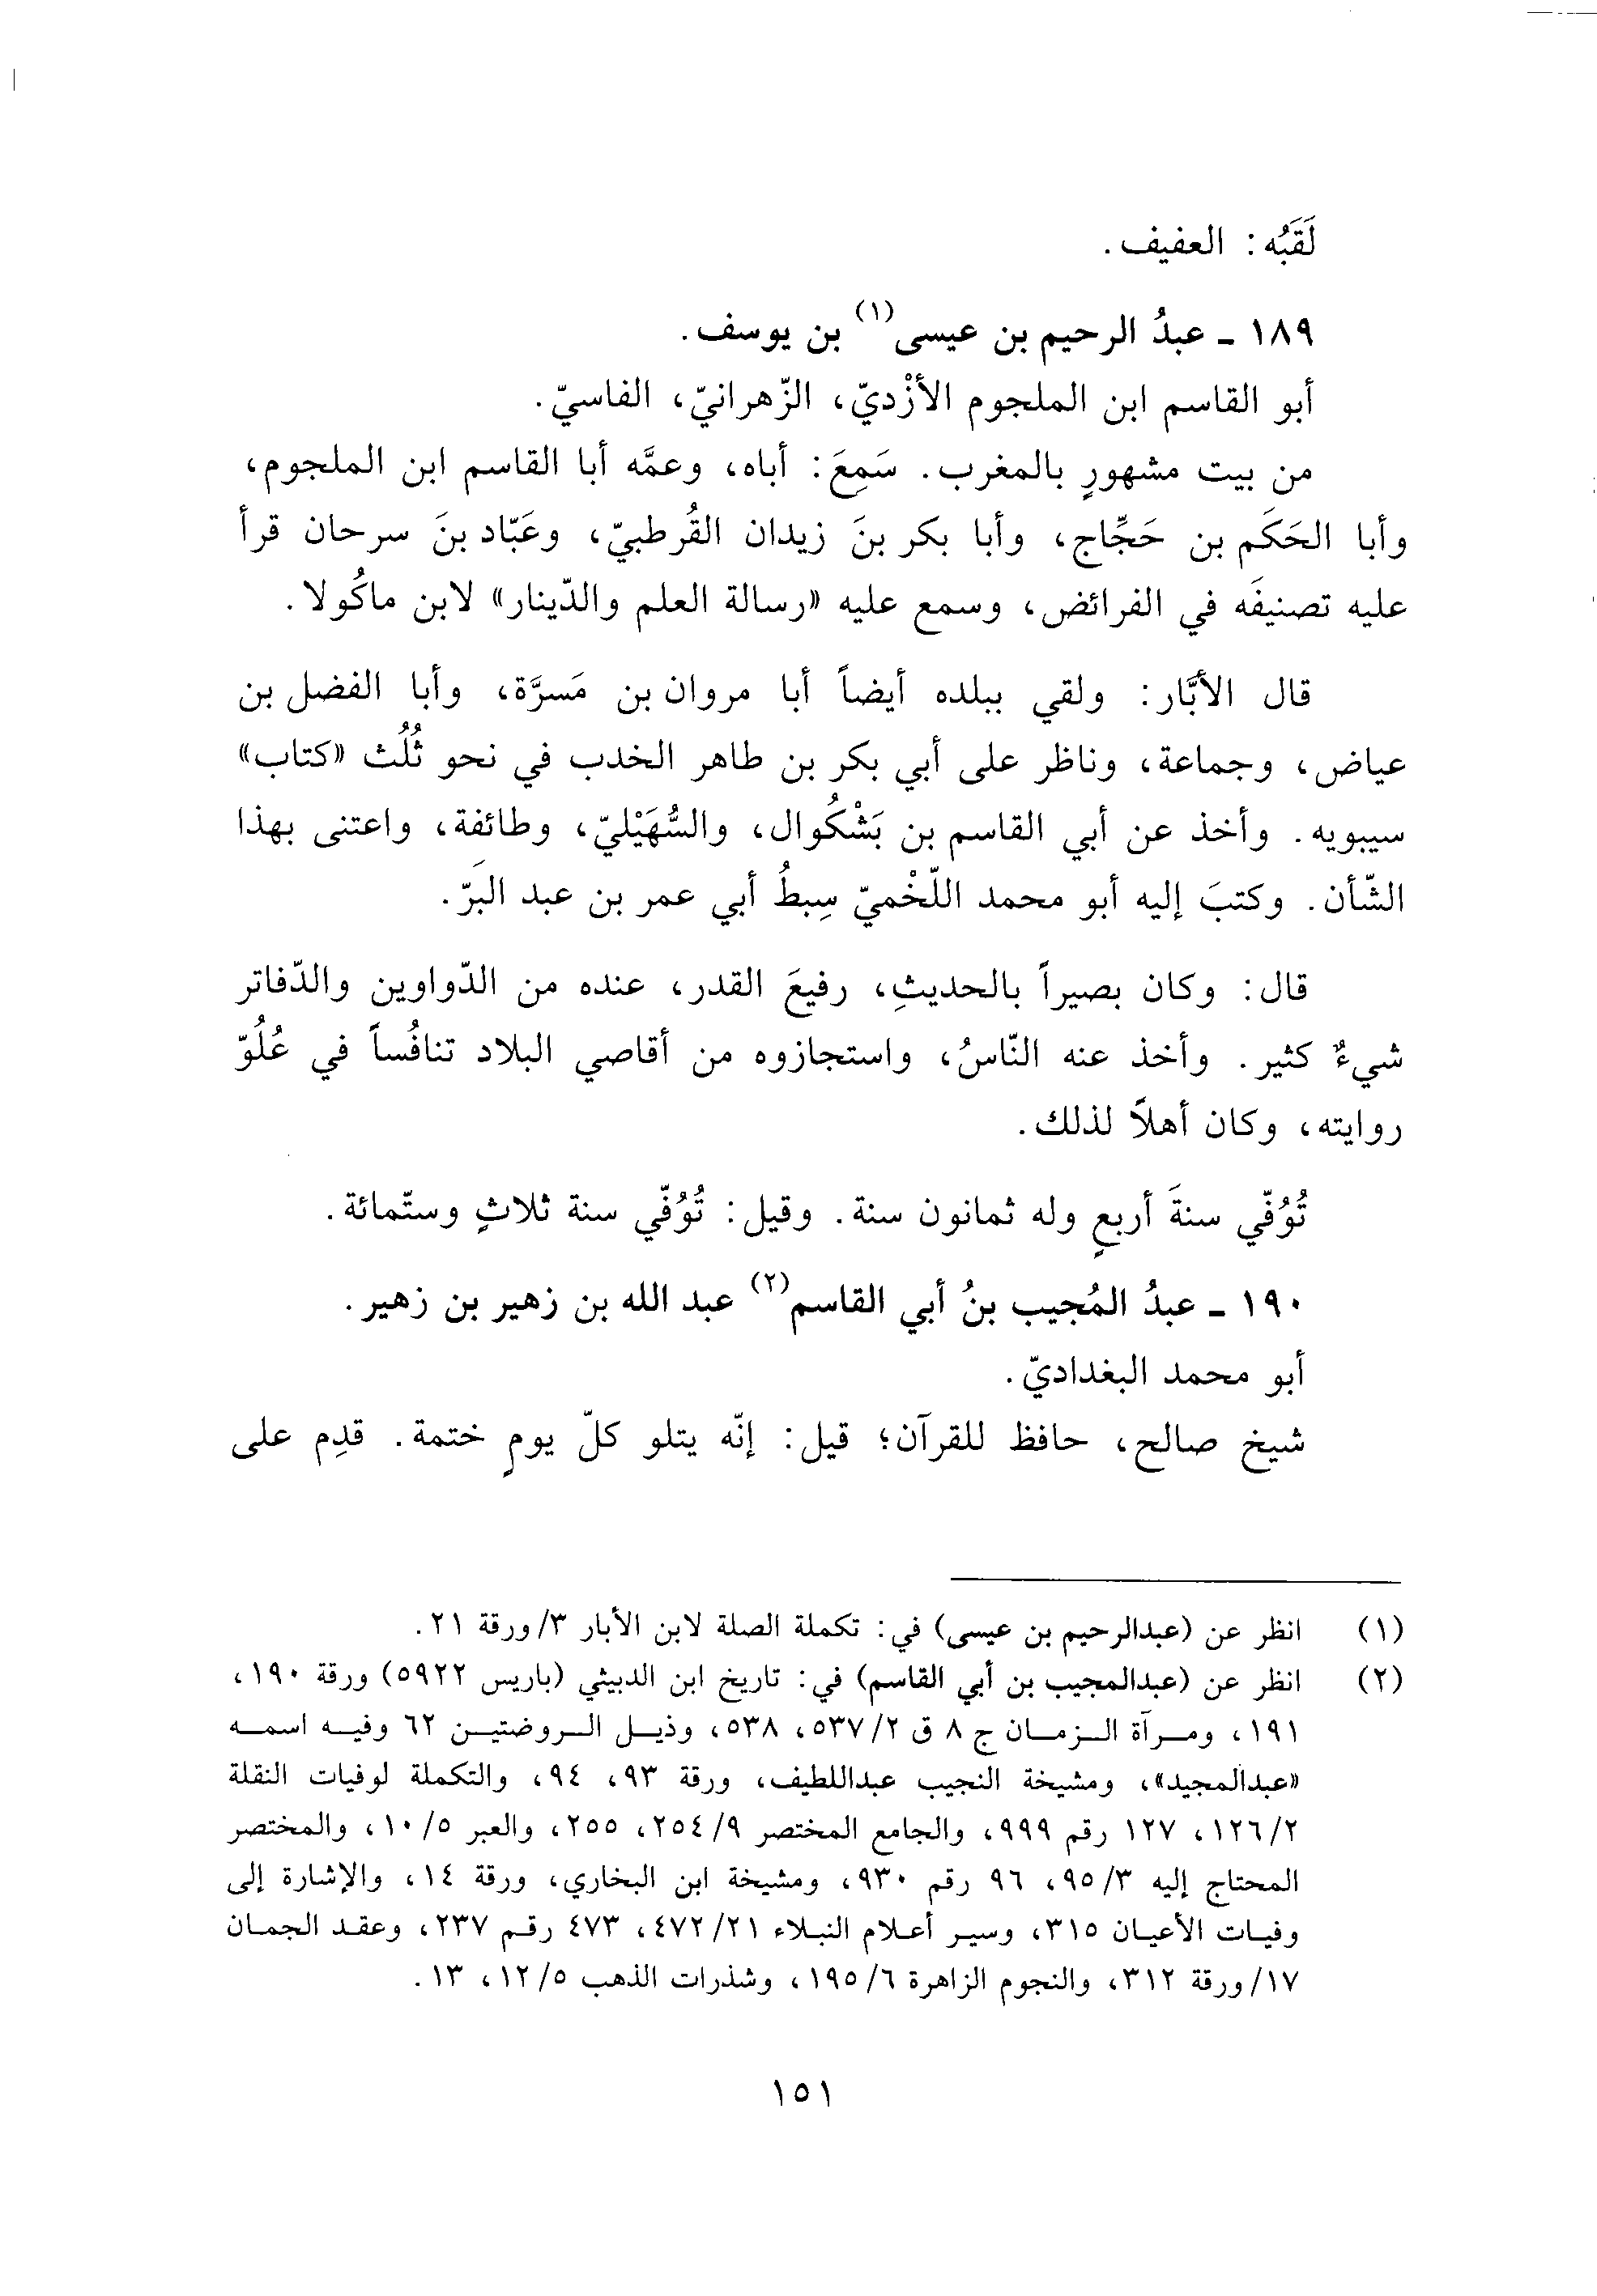 لَقَبُه: العفيف.
١٨٩ ـ عبدُ الرحيم بن عيسى(١) بن يوسف.
أبو القاسم ابن الملجوم الأزْديّ، الزّهرانيّ، الفاسيّ.
من بيت مشهورٍ بالمغرب. سَمِعَ: أباه، وعمَّه أبا القاسم ابن الملجوم،
وأبا الحَكَم بن حَجِّاج، وأبا بكر بنَ زيدان القُرطبيّ، وعَبّاد بنَ سرحان قرأ
عليه تصنيفَه في الفرائض، وسمع عليه «رسالة العلم والدّينار» لابن ماكُولا.
قال الأبَّار: ولقي ببلده أيضاً أبا مروان بن مَسرَّة، وأبا الفضل بن
عياض، وجماعة، وناظر على أبي بكر بن طاهر الخدب في نحو ثُلُث «كتاب»
سيبويه. وأخذ عن أبي القاسم بن بَشْكُوال، والسُّهَيْليّ، وطائفة، واعتنى بهذا
الشّأن. وكتبَ إليه أبو محمد اللّخْميّ سِبطُ أبي عمر بن عبد البَرّ.
قال: وكان بصيراً بالحديثِ، رفيعَ القدر، عنده من الدّواوين والدّفاتر
شيءٌ كثير. وأخذ عنه النّاسُ، واستجازوه من أقاصي البلاد تنافُساً في عُلُوّ
روايته، وكان أهلاً لذلك.
تُوُفّي سنةَ أربعٍ وله ثمانون سنة. وقيل: تُوُفّي سنة ثلاثٍ وستّمائة.
١٩٠ ـ عبدُ المُجيب بنُ أبي القاسم(٢) عبد الله بن زهير بن زهير.
أبو محمد البغداديّ.
شيخ صالح، حافظ للقرآن؛ قيل: إنّه يتلو كلّ يومٍ ختمة. قدِم على
(١) انظر عن (عبدالرحيم بن عيسى) في: تكملة الصلة لابن الأبار ٣/ورقة ٢١.
(٢) انظر عن (عبدالمجيب بن أبي القاسم) في: تاريخ ابن الدبيثي (باريس ٥٩٢٢) ورقة ١٩٠،
١٩١، ومرآة الزمان ج ٨ ق ٢/٥٣٧، ٥٣٨، وذيل الروضتين ٦٢ وفيه اسمه
«عبدالمجيد»، ومشيخة النجيب عبداللطيف، ورقة ٩٣، ٩٤، والتكملة لوفيات النقلة
٢/١٢٦، ١٢٧ رقم ٩٩٩، والجامع المختصر ٩/٢٥٤، ٢٥٥، والعبر ٥/١٠، والمختصر
المحتاج إليه ٣/٩٥، ٩٦ رقم ٩٣٠، ومشيخة ابن البخاري، ورقة ١٤، والإشارة إلى
وفيات الأعيان ٣١٥، وسير أعلام النبلاء ٢١/٤٧٢، ٤٧٣ رقم ٢٣٧، وعقد الجمان
١٧/ورقة ٣١٢، والنجوم الزاهرة ٦/١٩٥، وشذرات الذهب ٥/١٢، ١٣.
١٥١